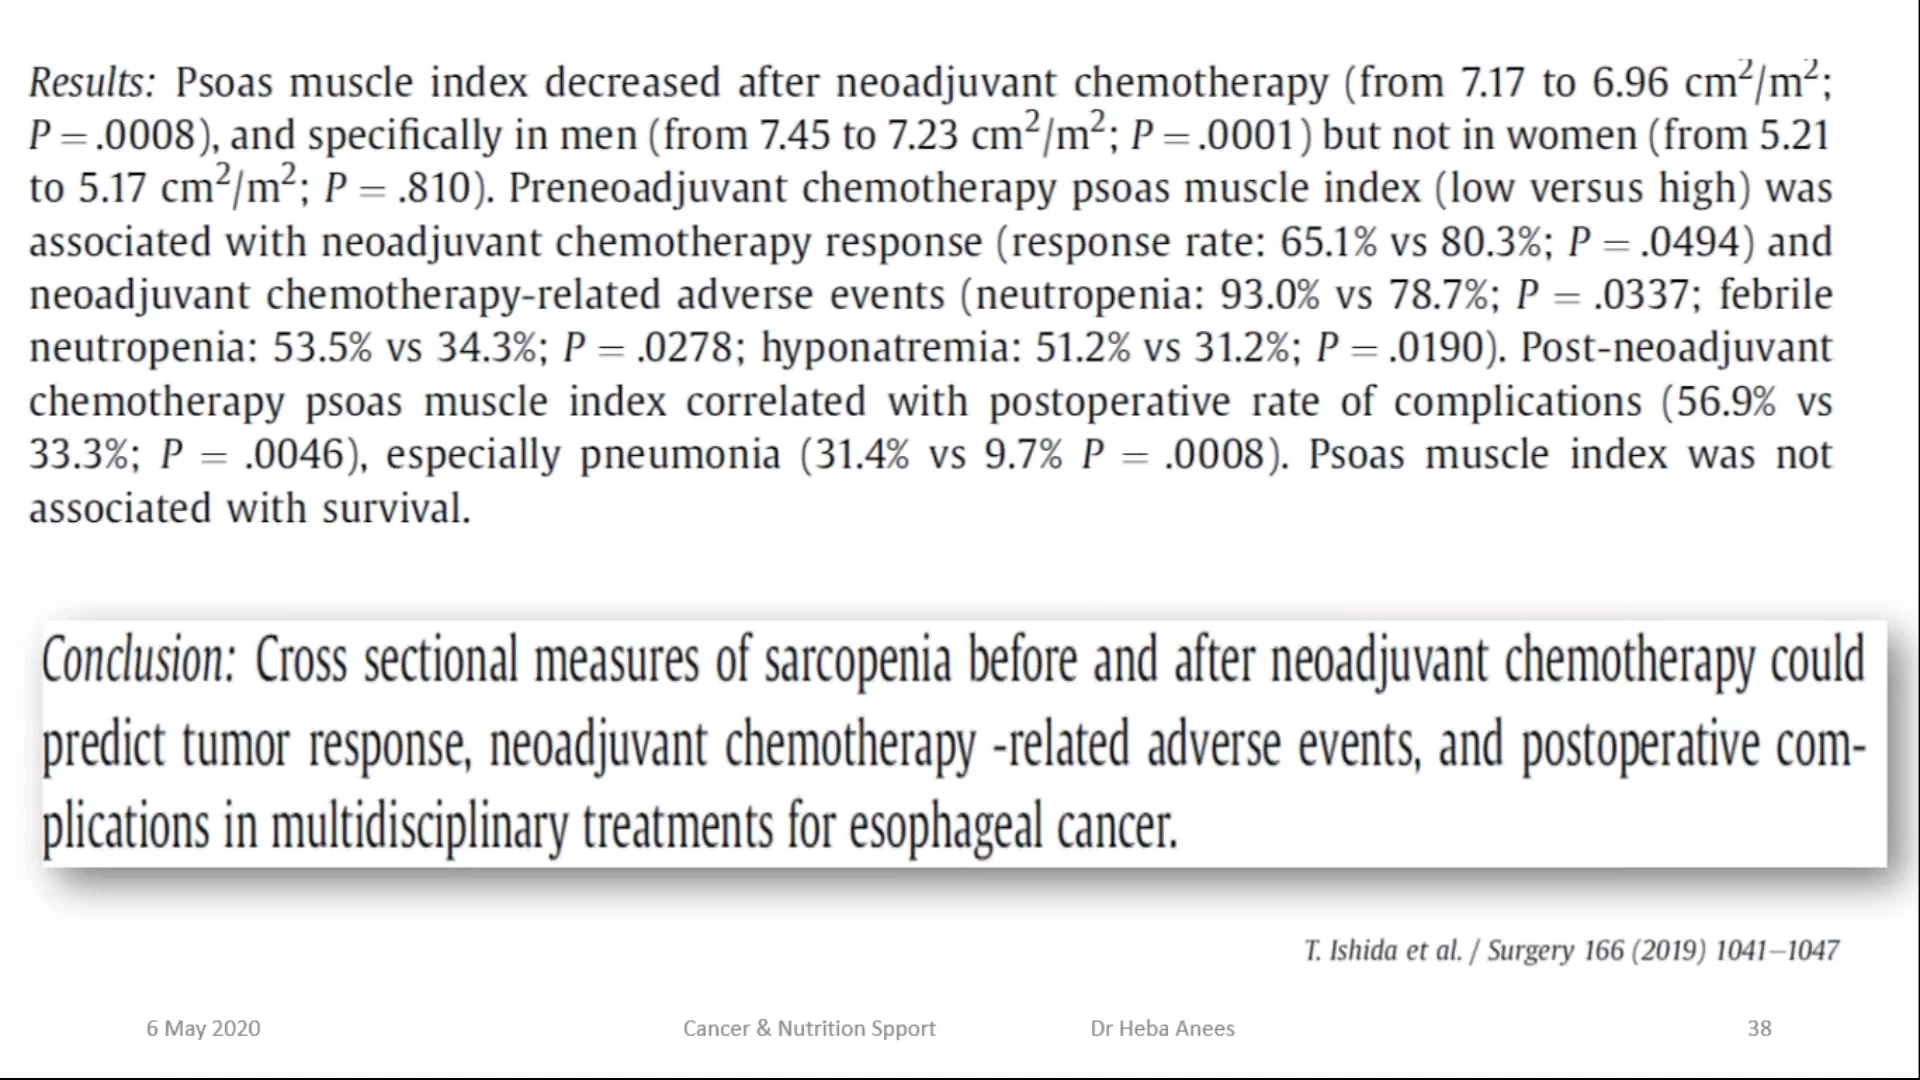 Results: Psoas muscle index decreased after neoadjuvant chemotherapy (from 7.17 to 6.96 cm²/m²;
P = .0008), and specifically in men (from 7.45 to 7.23 cm²/m²; P = .0001) but not in women (from 5.21
to 5.17 cm²/m²; P = .810). Preneoadjuvant chemotherapy psoas muscle index (low versus high) was
associated with neoadjuvant chemotherapy response (response rate: 65.1% vs 80.3%; P = .0494) and
neoadjuvant chemotherapy-related adverse events (neutropenia: 93.0% vs 78.7%; P = .0337; febrile
neutropenia: 53.5% vs 34.3%; P = .0278; hyponatremia: 51.2% vs 31.2%; P = .0190). Post-neoadjuvant
chemotherapy psoas muscle index correlated with postoperative rate of complications (56.9% vs
33.3%; P = .0046), especially pneumonia (31.4% vs 9.7% P = .0008). Psoas muscle index was not
associated with survival.
Conclusion: Cross sectional measures of sarcopenia before and after neoadjuvant chemotherapy could
predict tumor response, neoadjuvant chemotherapy -related adverse events, and postoperative com-
plications in multidisciplinary treatments for esophageal cancer.
T. Ishida et al. / Surgery 166 (2019) 1041–1047
6 May 2020 Cancer & Nutrition Spport Dr Heba Anees 38